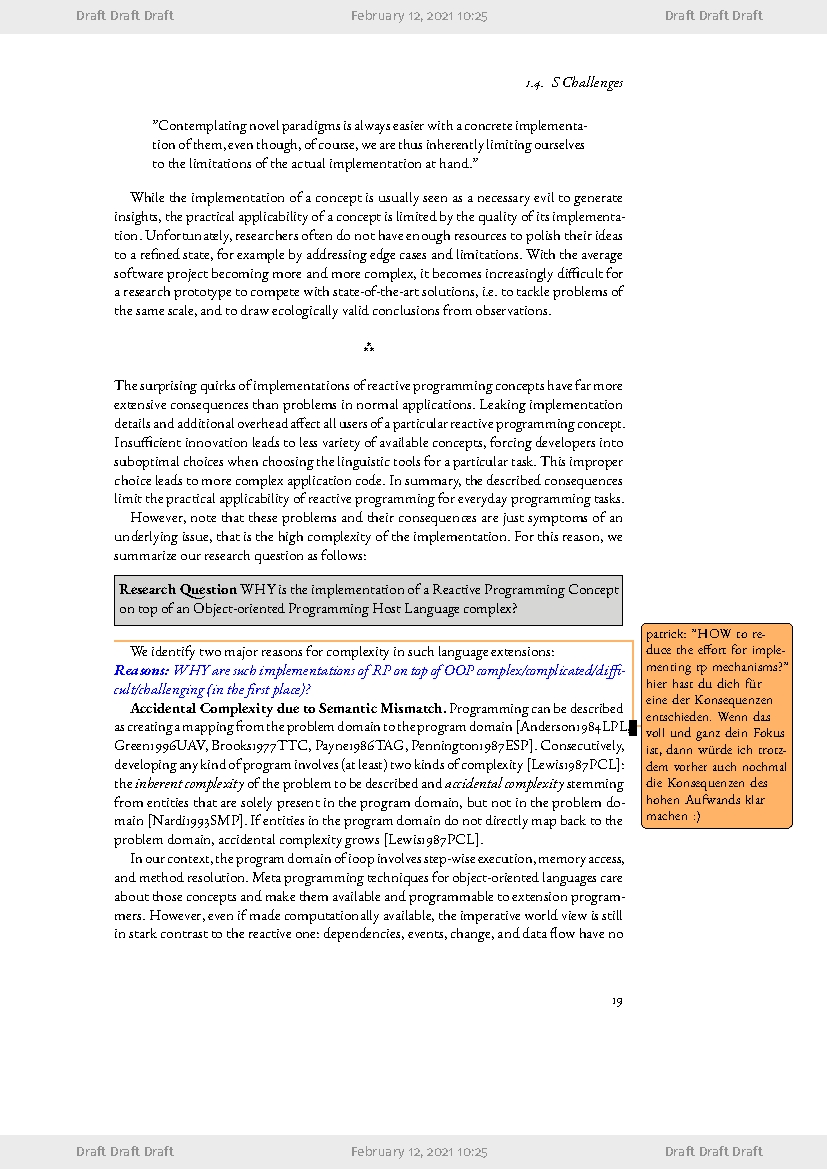 Draft Draft Draft February 12, 2021 10:25 Draft Draft Draft
1.4. S Challenges
”Contemplating novel paradigms is always easier with a concrete implementa-
tion of them, even though, of course, we are thus inherently limiting ourselves
to the limitations of the actual implementation at hand.”
While the implementation of a concept is usually seen as a necessary evil to generate
insights, the practical applicability of a concept is limited by the quality of its implementa-
tion. Unfortunately, researchers often do not have enough resources to polish their ideas
to a refined state, for example by addressing edge cases and limitations. With the average
software project becoming more and more complex, it becomes increasingly difficult for
a research prototype to compete with state-of-the-art solutions, i.e. to tackle problems of
the same scale, and to draw ecologically valid conclusions from observations.
⁂
The surprising quirks of implementations of reactive programming concepts have far more
extensive consequences than problems in normal applications. Leaking implementation
details and additional overhead affect all users of a particular reactive programming concept.
Insufficient innovation leads to less variety of available concepts, forcing developers into
suboptimal choices when choosing the linguistic tools for a particular task. This improper
choice leads to more complex application code. In summary, the described consequences
limit the practical applicability of reactive programming for everyday programming tasks.
However, note that these problems and their consequences are just symptoms of an
underlying issue, that is the high complexity of the implementation. For this reason, we
summarize our research question as follows:
Research Question WHY is the implementation of a Reactive Programming Concept
on top of an Object-oriented Programming Host Language complex?
We identify two major reasons for complexity in such language extensions:
Reasons: WHY are such implementations of RP on top of OOP complex/complicated/diffi-
cult/challenging (in the first place)?
Accidental Complexity due to Semantic Mismatch. Programming can be described
as creating a mapping from the problem domain to the program domain [Anderson1984LPL,
Green1996UAV, Brooks1977TTC, Payne1986TAG, Pennington1987ESP]. Consecutively,
developing any kind of program involves (at least) two kinds of complexity [Lewis1987PCL]:
the inherent complexity of the problem to be described and accidental complexity stemming
from entities that are solely present in the program domain, but not in the problem do-
main [Nardi1993SMP]. If entities in the program domain do not directly map back to the
problem domain, accidental complexity grows [Lewis1987PCL].
In our context, the program domain of ioop involves step-wise execution, memory access,
and method resolution. Meta programming techniques for object-oriented languages care
about those concepts and make them available and programmable to extension program-
mers. However, even if made computationally available, the imperative world view is still
in stark contrast to the reactive one: dependencies, events, change, and data flow have no
patrick: ”HOW to re-
duce the effort for imple-
menting rp mechanisms?”
hier hast du dich für
eine der Konsequenzen
entschieden. Wenn das
voll und ganz dein Fokus
ist, dann würde ich trotz-
dem vorher auch nochmal
die Konsequenzen des
hohen Aufwands klar
machen :)
19
Draft Draft Draft February 12, 2021 10:25 Draft Draft Draft